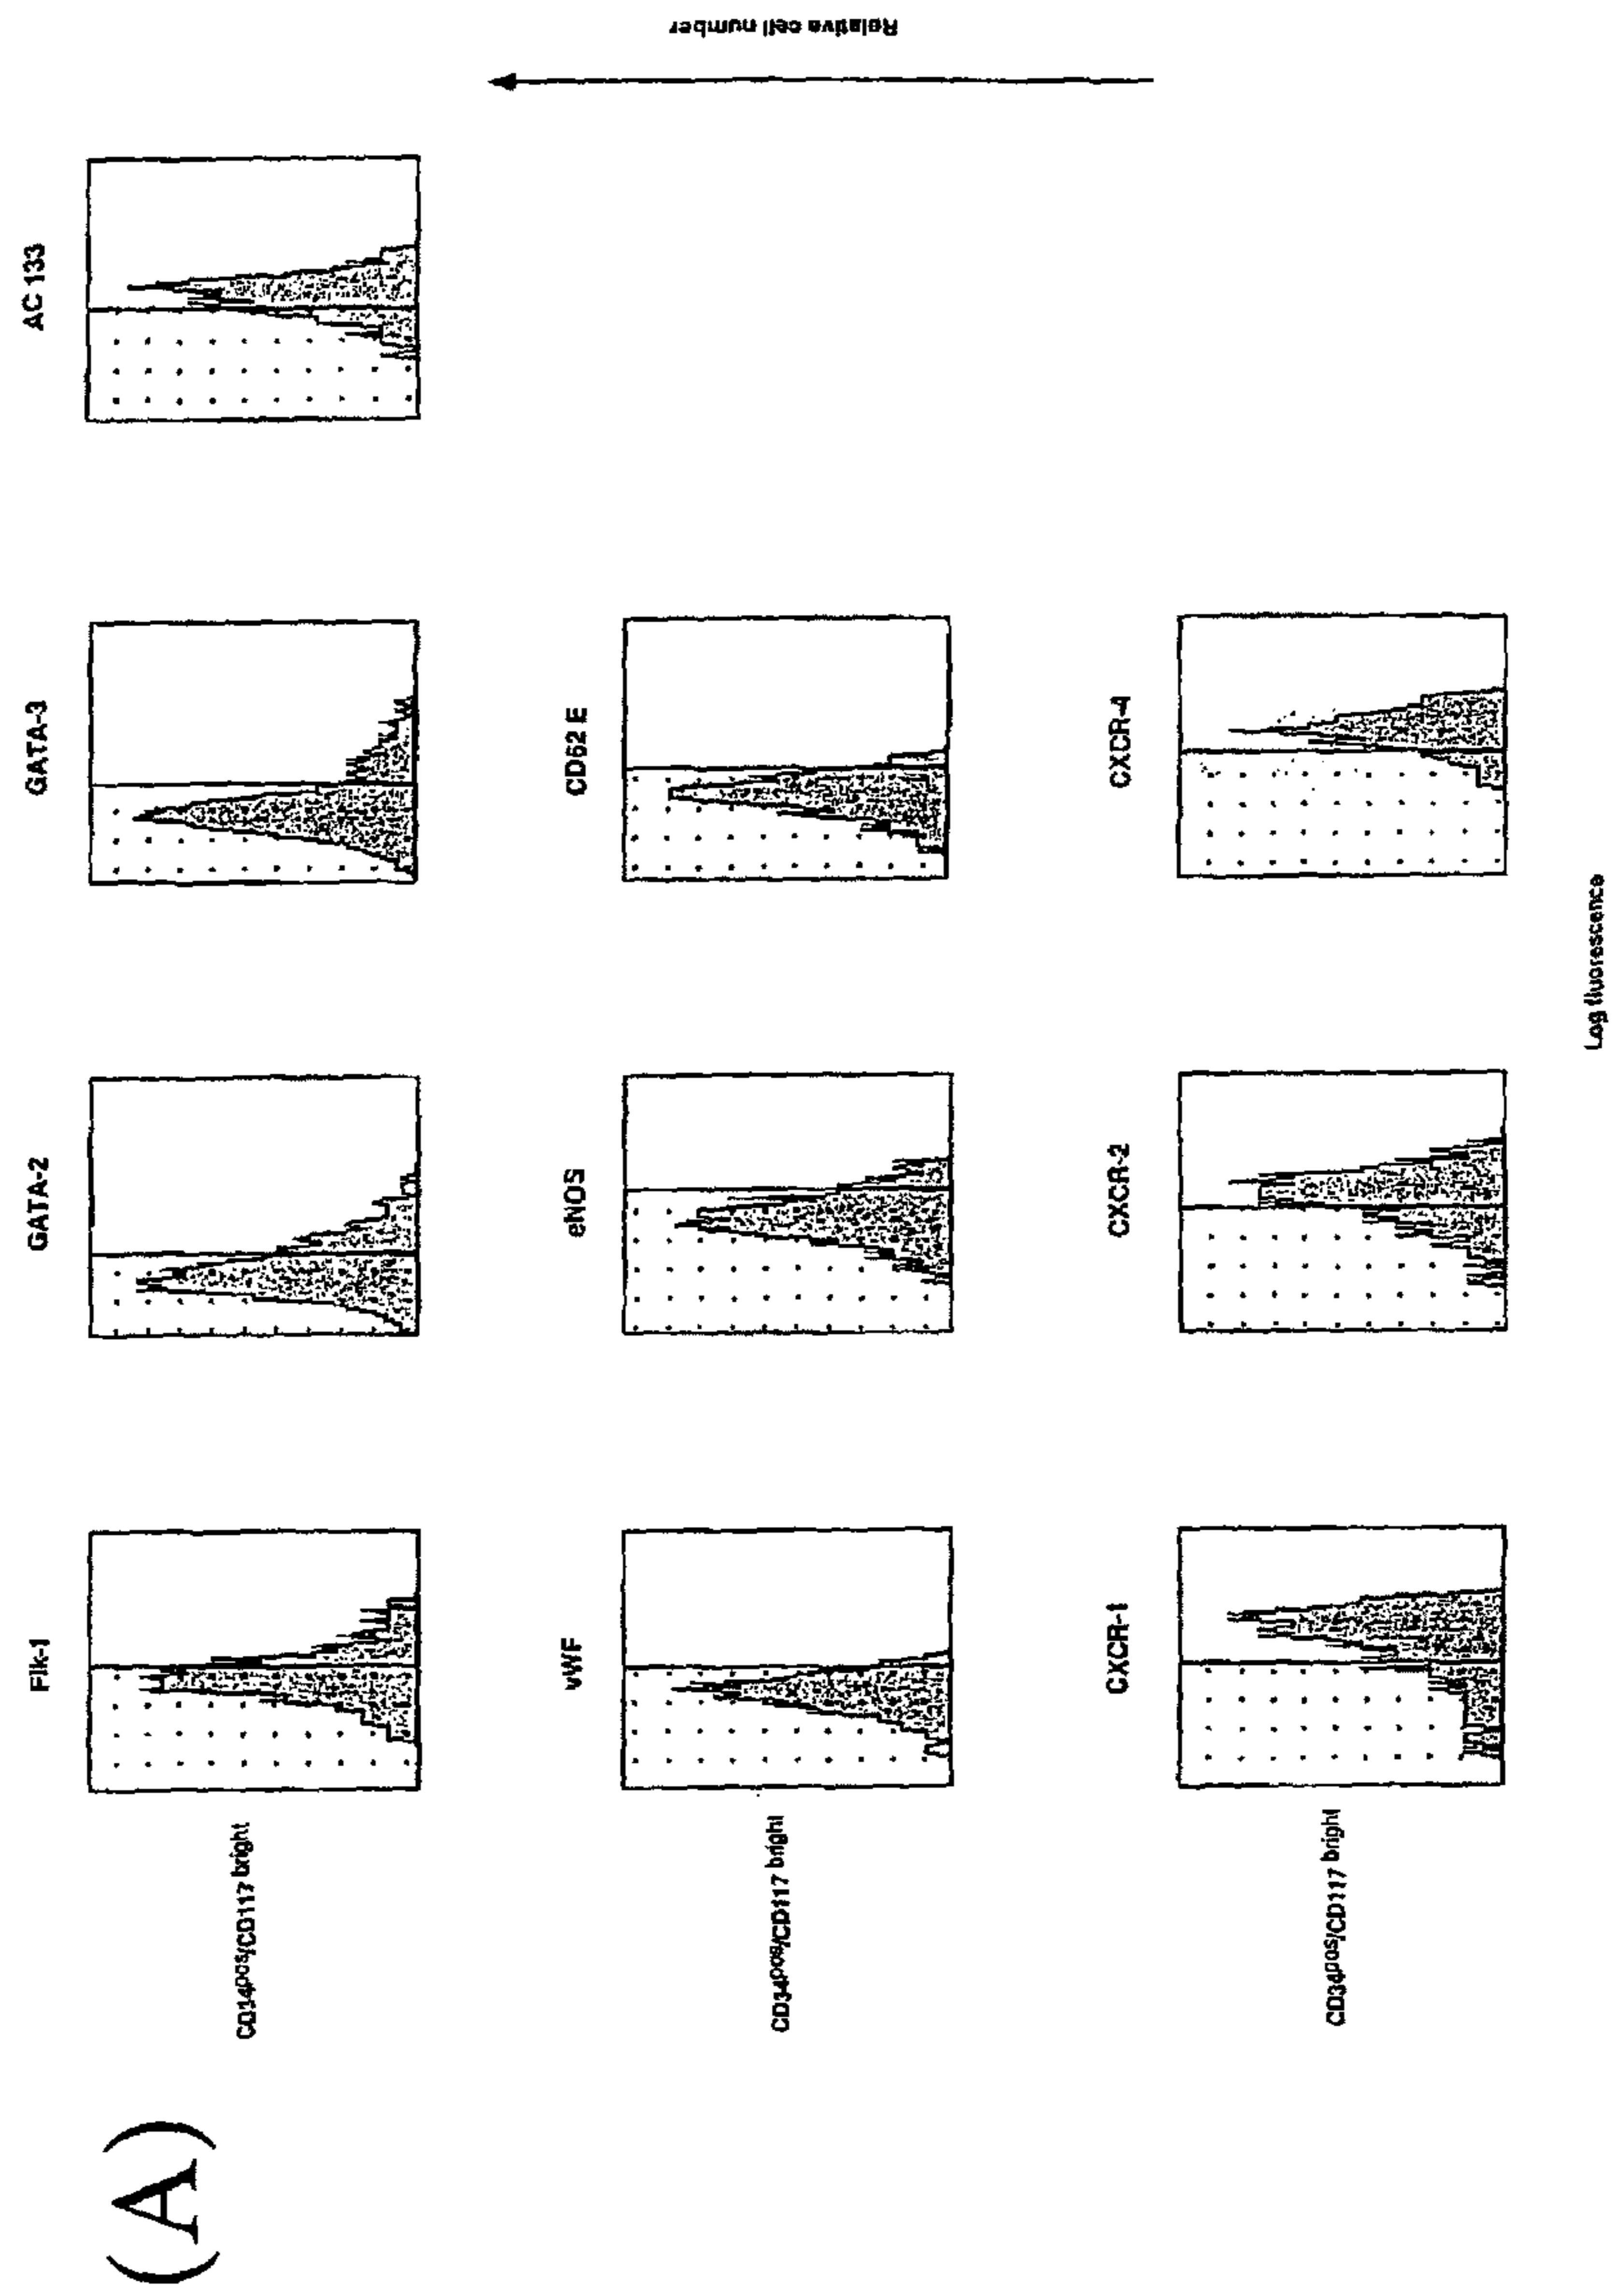 (A)
Flk-1 GATA-2 GATA-3 AC 133
CD34pos/CD117 bright
vWF eNOS CD62 E
CD34pos/CD117 bright
CXCR-1 CXCR-2 CXCR-4
CD34pos/CD117 bright
Log fluorescence
Relative cell number